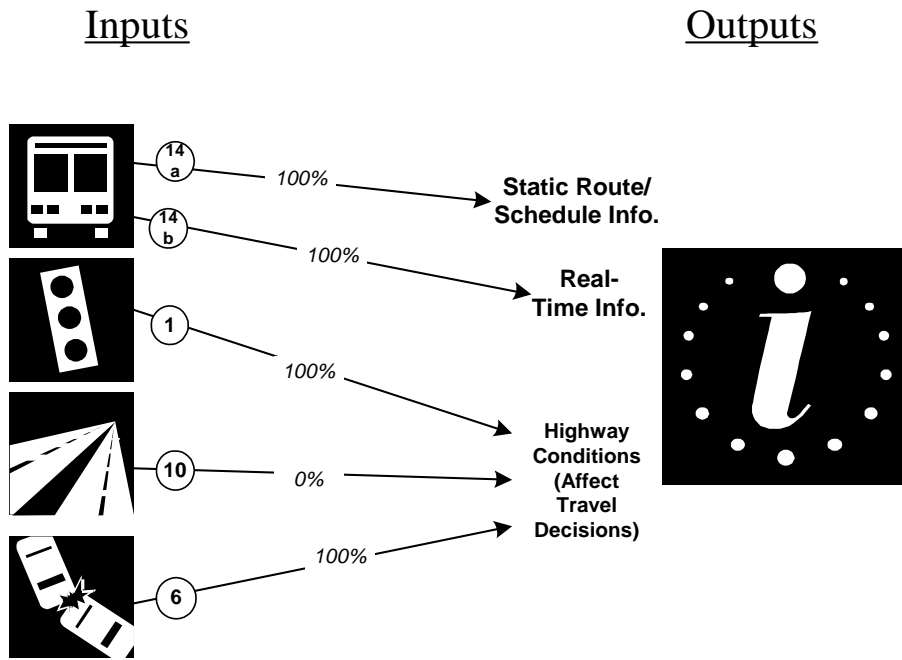 Inputs
Outputs
14
a
100%
Static Route/
Schedule Info.
14
b
100%
Real-
Time Info.
1
100%
Highway
Conditions
(Affect
Travel
Decisions)
10
0%
6
100%
i